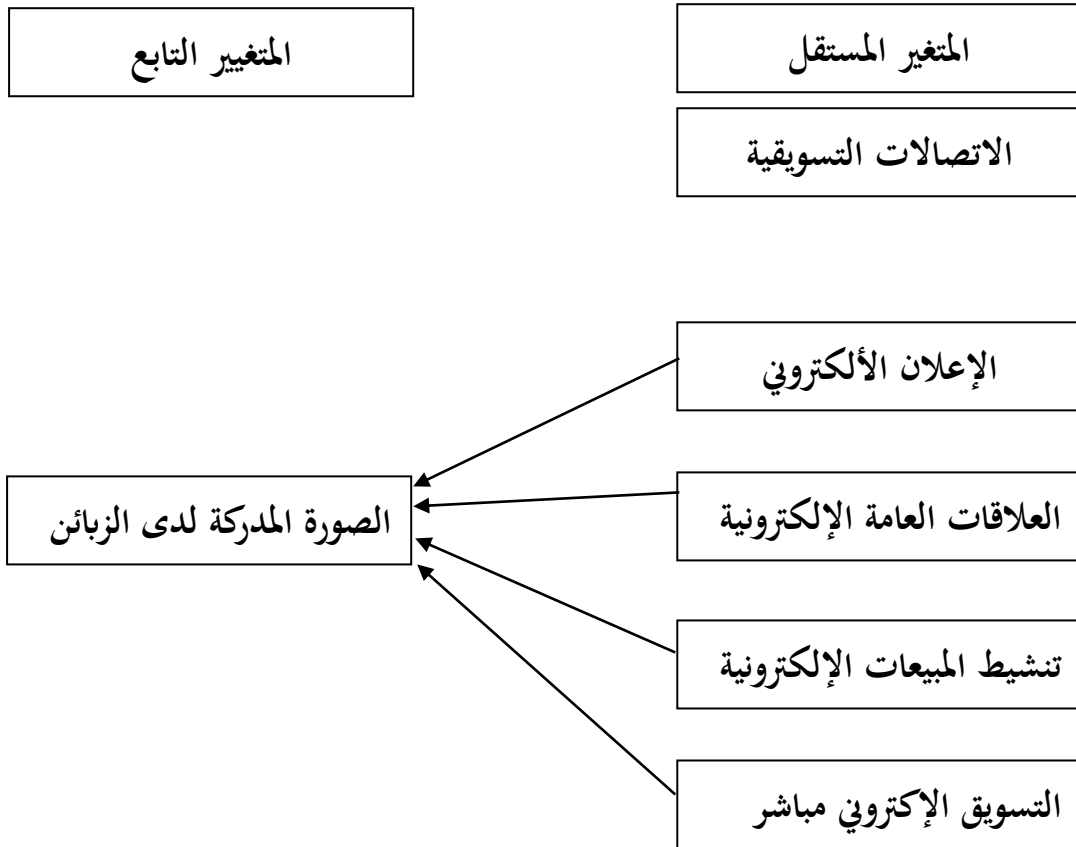 المتغير المستقل
المتغيير التابع
الاتصالات التسويقية
الإعلان الألكتروني
العلاقات العامة الإلكترونية
الصورة المدركة لدى الزبائن
تنشيط المبيعات الإلكترونية
التسويق الإكتروني مباشر